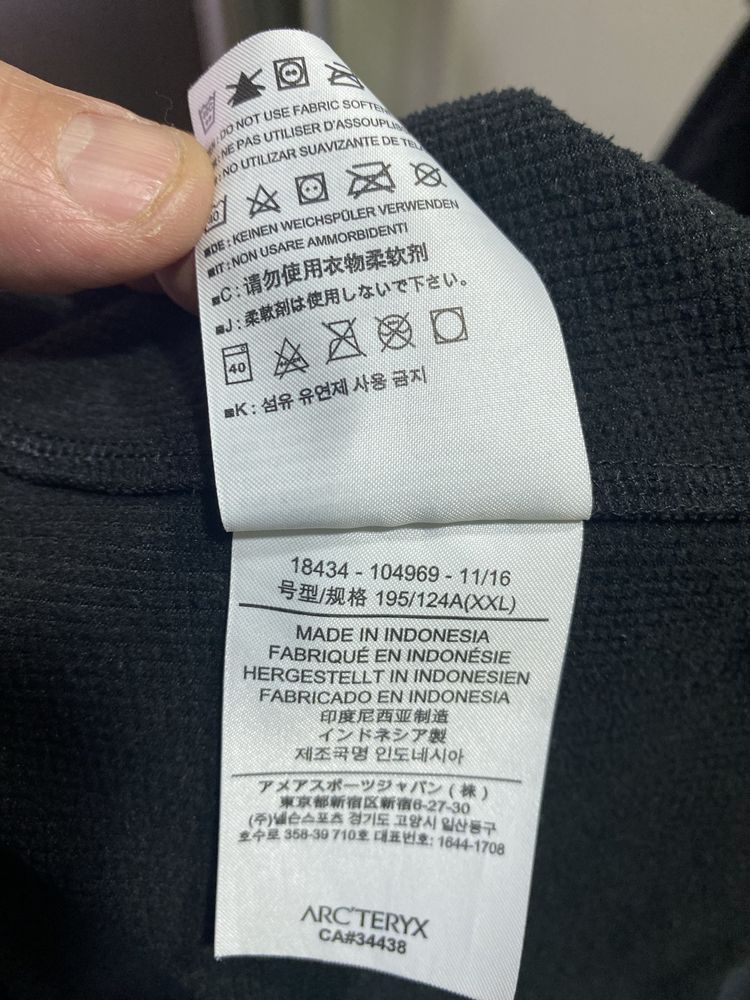 DO NOT USE FABRIC
NE PAS UTILISER
NO UTILIZAR SUAVIZANTE DE
40
■DE : KEINEN WEICHSPÜLER VERWENDEN
■IT : NON USARE AMMORBIDENTI
■C : 请勿使用衣物柔软剂
■J : 柔軟剤は使用しないで下さい。
40
■K : 섬유 유연제 사용 금지
18434 - 104969 - 11/16
号型/规格 195/124A(XXL)
MADE IN INDONESIA
FABRIQUÉ EN INDONÉSIE
HERGESTELLT IN INDONESIEN
FABRICADO EN INDONESIA
印度尼西亚制造
インドネシア製
제조국명 인도네시아
アメアスポーツジャパン(株)
東京都新宿区新宿6-27-30
(주)넬슨스포츠 경기도 고양시 일산동구
호수로 358-39 710호 대표번호: 1644-1708
ARC'TERYX
CA#34438